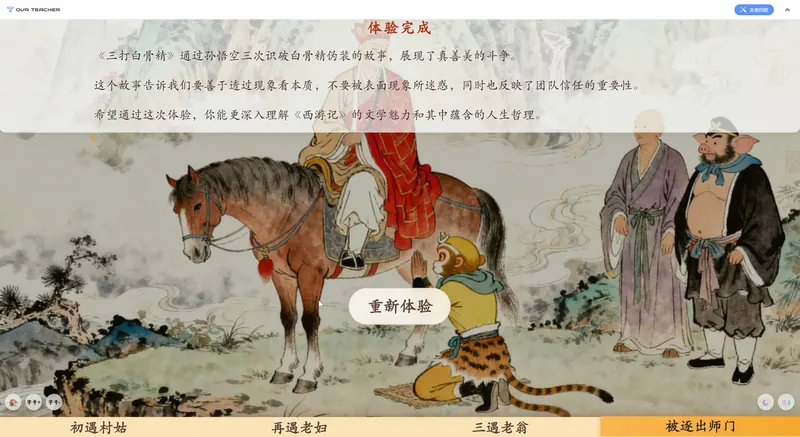 OUR TEACHER
体验完成
《三打白骨精》通过孙悟空三次识破白骨精伪装的故事，展现了真善美的斗争。
这个故事告诉我们要善于透过现象看本质，不要被表面现象所迷惑，同时也反映了团队信任的重要性。
希望通过这次体验，你能更深入理解《西游记》的文学魅力和其中蕴含的人生哲理。
重新体验
字号+ 字号-
初遇村姑 再遇老妇 三遇老翁 被逐出师门